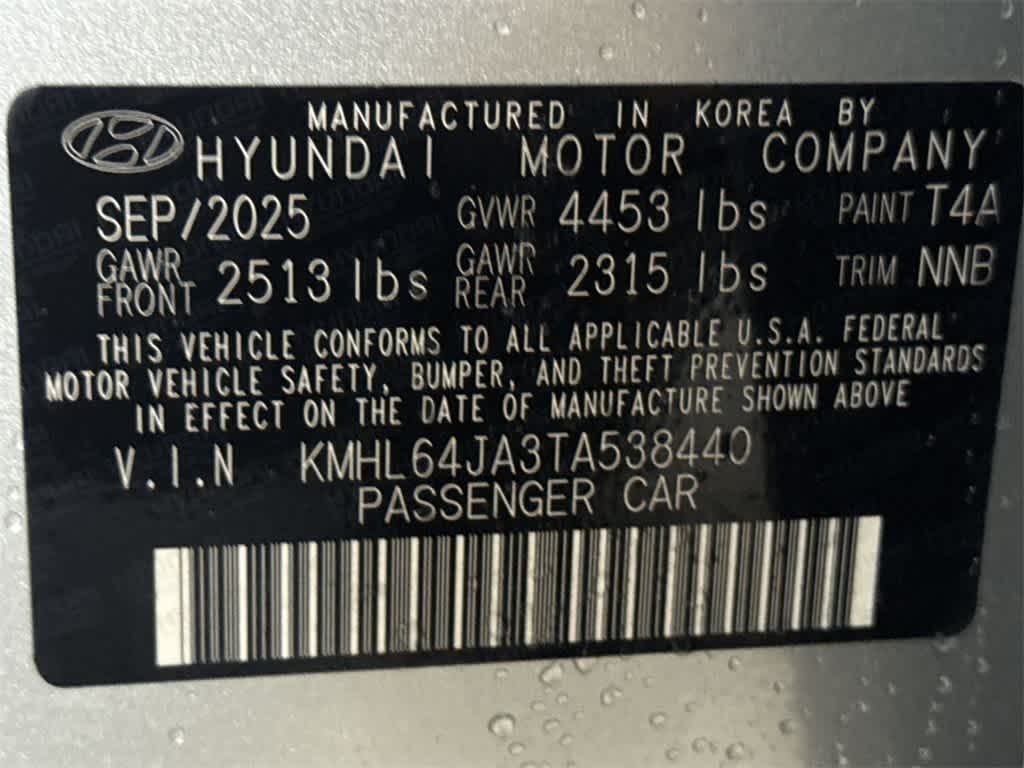 MANUFACTURED IN KOREA BY
HYUNDAI MOTOR COMPANY
SEP/2025 GVWR 4453 lbs PAINT T4A
GAWR FRONT 2513 lbs GAWR REAR 2315 lbs TRIM NNB
THIS VEHICLE CONFORMS TO ALL APPLICABLE U.S.A. FEDERAL
MOTOR VEHICLE SAFETY, BUMPER, AND THEFT PREVENTION STANDARDS
IN EFFECT ON THE DATE OF MANUFACTURE SHOWN ABOVE
V.I.N KMHL64JA3TA538440
PASSENGER CAR